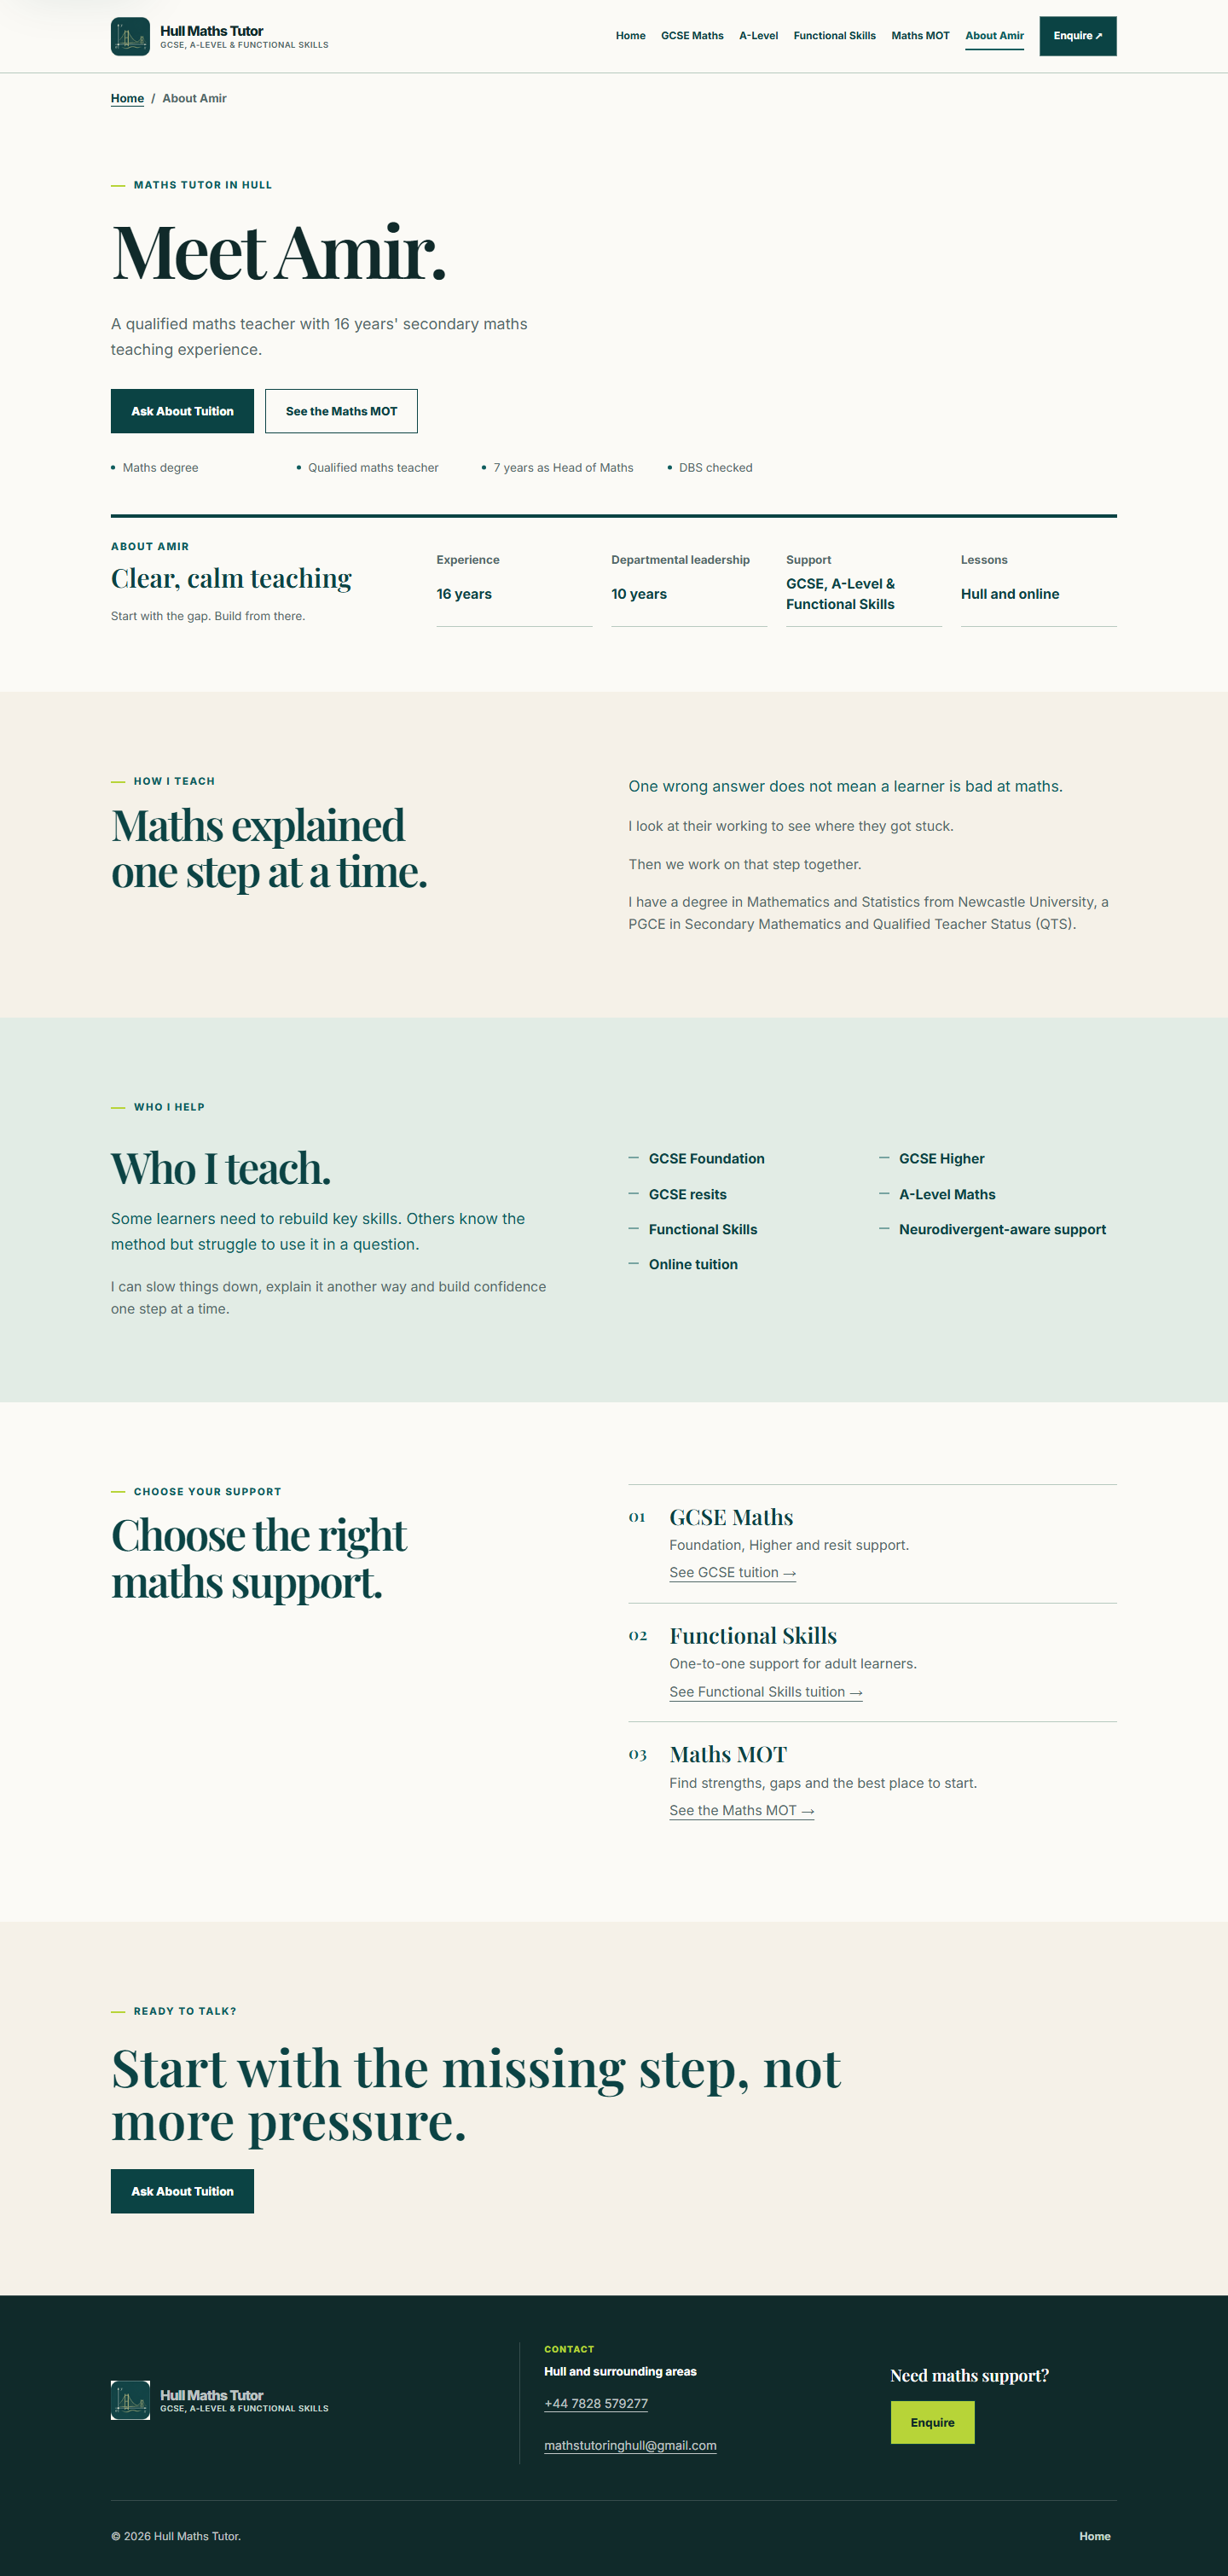 Hull Maths Tutor
GCSE, A-LEVEL & FUNCTIONAL SKILLS
Home GCSE Maths A-Level Functional Skills Maths MOT About Amir Enquire ↗
Home / About Amir
MATHS TUTOR IN HULL
Meet Amir.
A qualified maths teacher with 16 years' secondary maths
teaching experience.
Ask About Tuition See the Maths MOT
Maths degree Qualified maths teacher 7 years as Head of Maths DBS checked
ABOUT AMIR
Clear, calm teaching
Start with the gap. Build from there.
Experience
16 years
Departmental leadership
10 years
Support
GCSE, A-Level &
Functional Skills
Lessons
Hull and online
HOW I TEACH
Maths explained
one step at a time.
One wrong answer does not mean a learner is bad at maths.
I look at their working to see where they got stuck.
Then we work on that step together.
I have a degree in Mathematics and Statistics from Newcastle University, a
PGCE in Secondary Mathematics and Qualified Teacher Status (QTS).
WHO I HELP
Who I teach.
Some learners need to rebuild key skills. Others know the
method but struggle to use it in a question.
I can slow things down, explain it another way and build confidence
one step at a time.
GCSE Foundation GCSE Higher
GCSE resits A-Level Maths
Functional Skills Neurodivergent-aware support
Online tuition
CHOOSE YOUR SUPPORT
Choose the right
maths support.
01 GCSE Maths
Foundation, Higher and resit support.
See GCSE tuition →
02 Functional Skills
One-to-one support for adult learners.
See Functional Skills tuition →
03 Maths MOT
Find strengths, gaps and the best place to start.
See the Maths MOT →
READY TO TALK?
Start with the missing step, not
more pressure.
Ask About Tuition
Hull Maths Tutor
GCSE, A-LEVEL & FUNCTIONAL SKILLS
CONTACT
Hull and surrounding areas
+44 7828 579277
mathstutoringhull@gmail.com
Need maths support?
Enquire
© 2026 Hull Maths Tutor.
Home